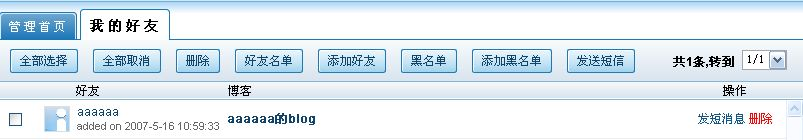 管理首页 我的好友
全部选择 全部取消 删除 好友名单 添加好友 黑名单 添加黑名单 发送短信 共1条,转到 1/1
好友 博客 操作
aaaaaa aaaaaa的blog 发短消息 删除
added on 2007-5-16 10:59:33